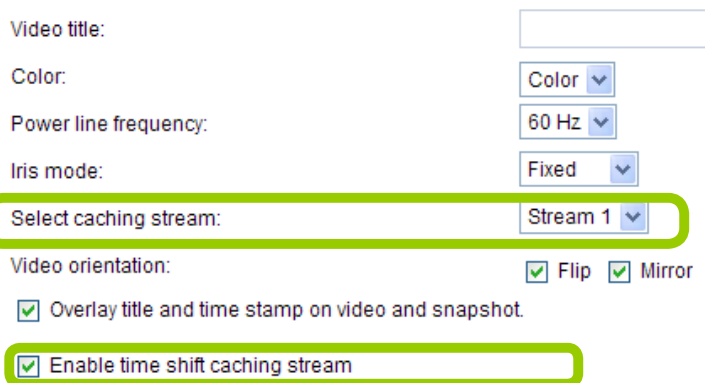 Video title:
Color: Color
Power line frequency: 60 Hz
Iris mode: Fixed
Select caching stream: Stream 1
Video orientation: Flip Mirror
Overlay title and time stamp on video and snapshot.
Enable time shift caching stream